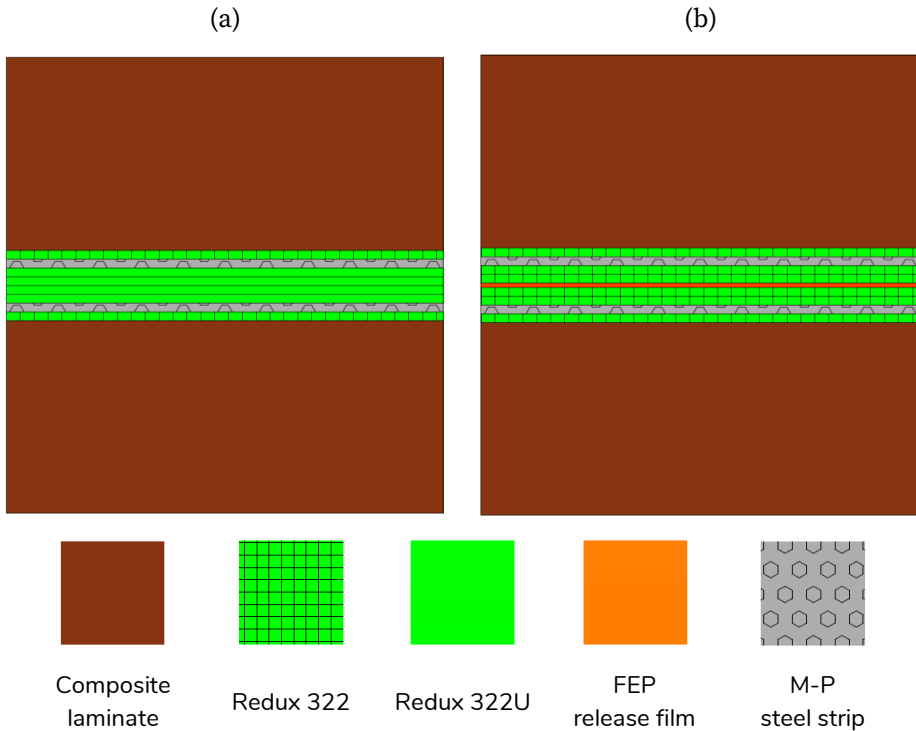 (a)
(b)
Composite
laminate
Redux 322
Redux 322U
FEP
release film
M-P
steel strip